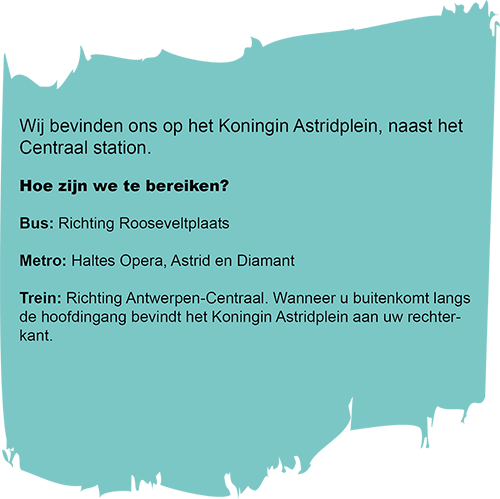 Wij bevinden ons op het Koningin Astridplein, naast het
Centraal station.
Hoe zijn we te bereiken?
Bus: Richting Rooseveltplaats
Metro: Haltes Opera, Astrid en Diamant
Trein: Richting Antwerpen-Centraal. Wanneer u buitenkomt langs
de hoofdingang bevindt het Koningin Astridplein aan uw rechter-
kant.